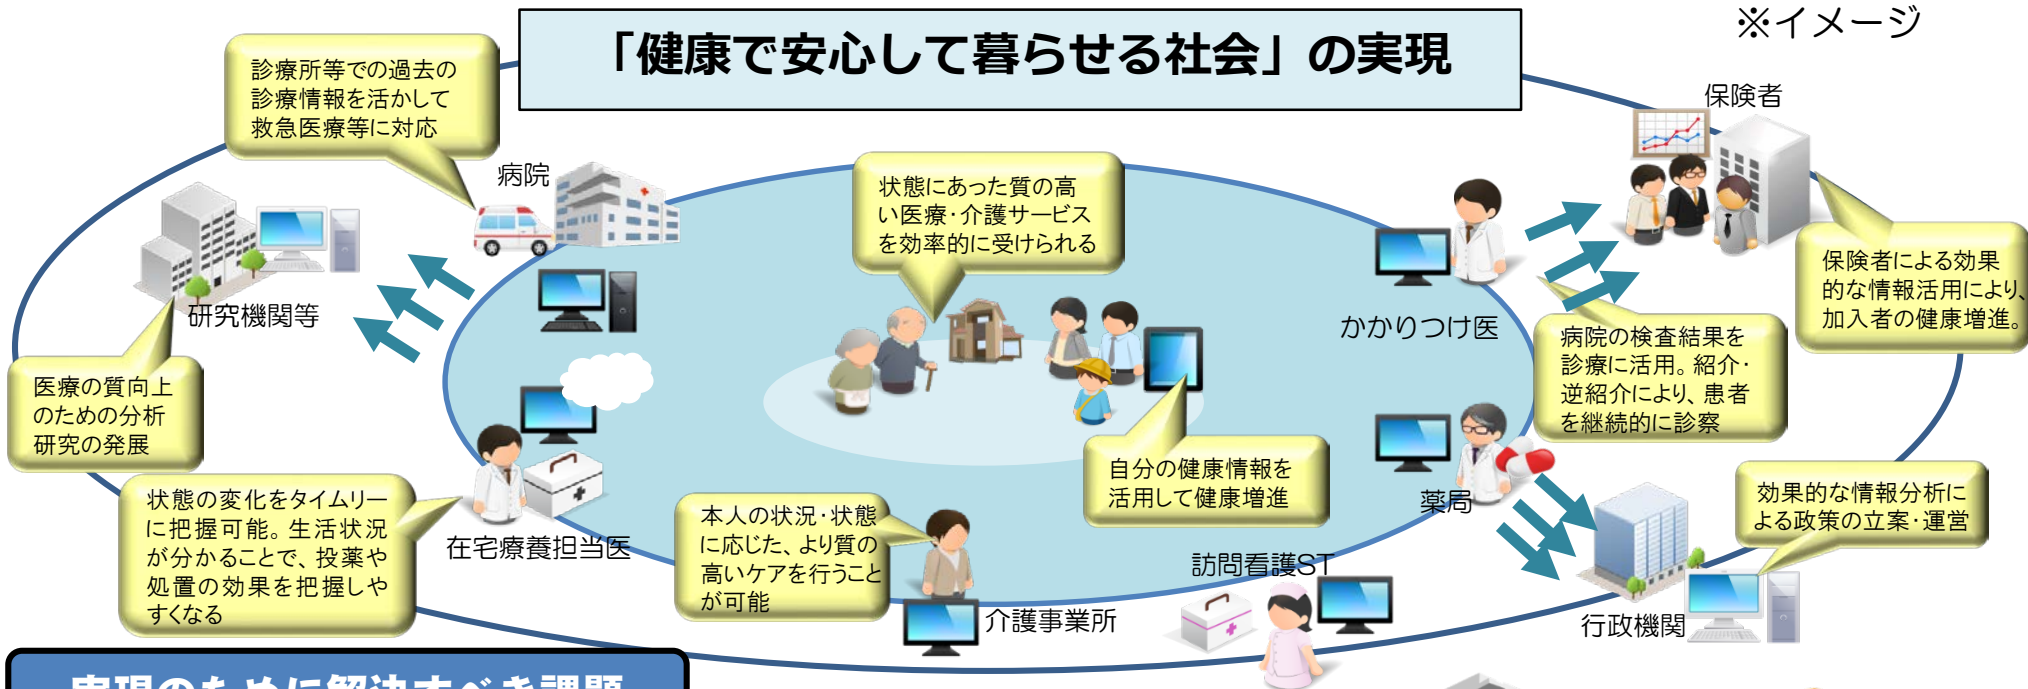 ※イメージ
「健康で安心して暮らせる社会」の実現
診療所等での過去の
診療情報を活かして
救急医療等に対応
保険者
病院
状態にあった質の高
い医療・介護サービス
を効率的に受けられる
保険者による効果
的な情報活用により、
加入者の健康増進。
研究機関等
かかりつけ医
病院の検査結果を
診療に活用。紹介・
逆紹介により、患者
を継続的に診察
医療の質向上
のための分析
研究の発展
自分の健康情報を
活用して健康増進
薬局
効果的な情報分析に
よる政策の立案・運営
状態の変化をタイムリー
に把握可能。生活状況
が分かることで、投薬や
処置の効果を把握しや
すくなる
在宅療養担当医
本人の状況・状態
に応じた、より質の
高いケアを行うこと
が可能
訪問看護ST
介護事業所
行政機関
実現のために解決すべき課題